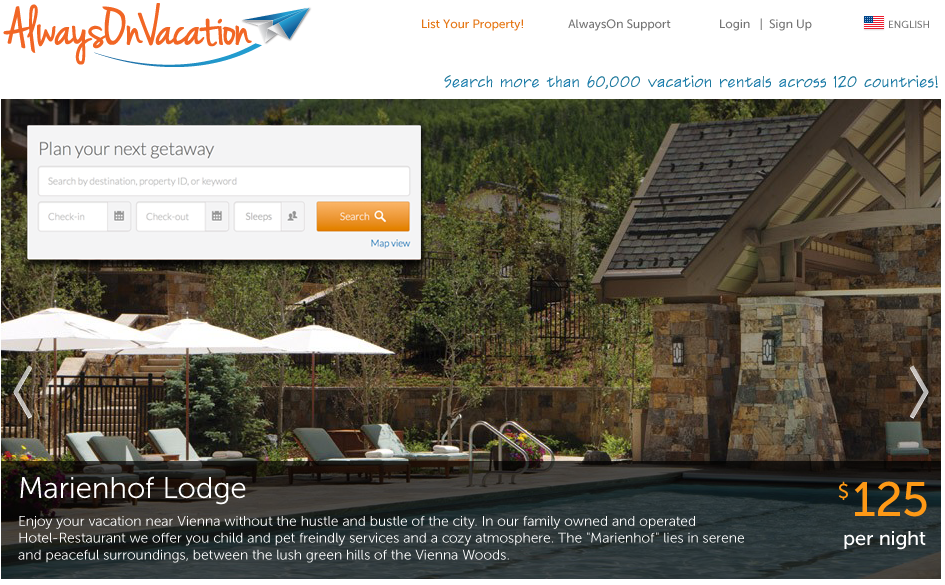 AlwaysOnVacation
List Your Property! AlwaysOn Support Login | Sign Up ENGLISH
Search more than 60,000 vacation rentals across 120 countries!
Plan your next getaway
Search by destination, property ID, or keyword
Check-in Check-out Sleeps Search
Map view
Marienhof Lodge
$125
per night
Enjoy your vacation near Vienna without the hustle and bustle of the city. In our family owned and operated
Hotel-Restaurant we offer you child and pet freindly services and a cozy atmosphere. The "Marienhof" lies in serene
and peaceful surroundings, between the lush green hills of the Vienna Woods.